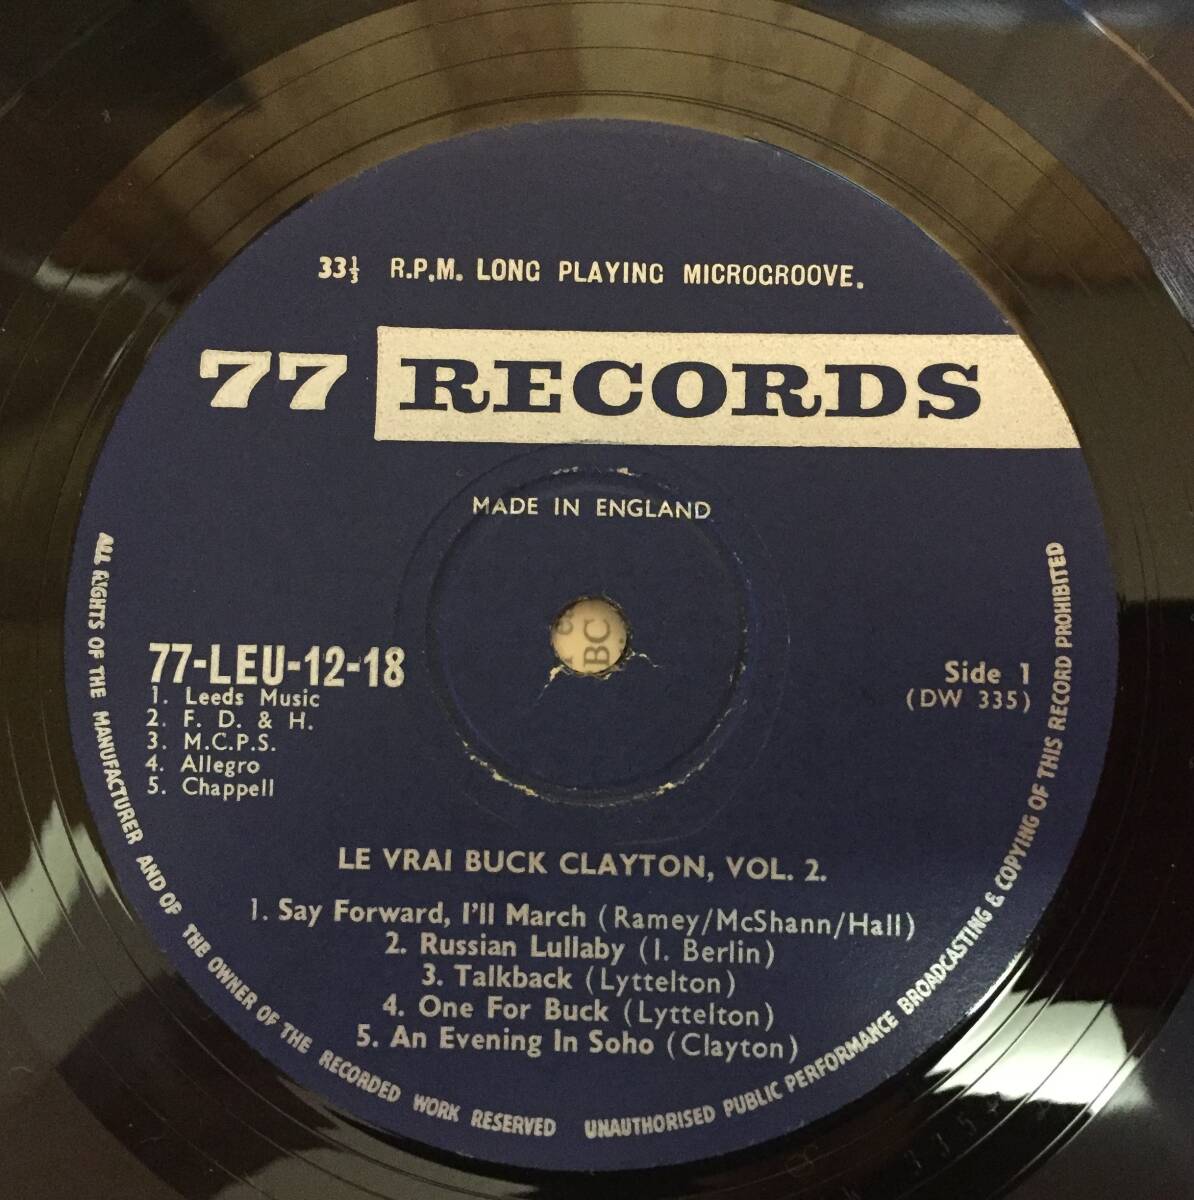 33⅓ R.P.M. LONG PLAYING MICROGROOVE.
77 RECORDS
MADE IN ENGLAND
77-LEU-12-18
1. Leeds Music
2. F. D. & H.
3. M.C.P.S.
4. Allegro
5. Chappell
Side 1
(DW 335)
LE VRAI BUCK CLAYTON, VOL. 2.
1. Say Forward, I'll March (Ramey/McShann/Hall)
2. Russian Lullaby (I. Berlin)
3. Talkback (Lyttelton)
4. One For Buck (Lyttelton)
5. An Evening In Soho (Clayton)
ALL RIGHTS OF THE MANUFACTURER AND OF THE OWNER OF THE RECORDED WORK RESERVED UNAUTHORISED PUBLIC PERFORMANCE BROADCASTING & COPYING OF THIS RECORD PROHIBITED